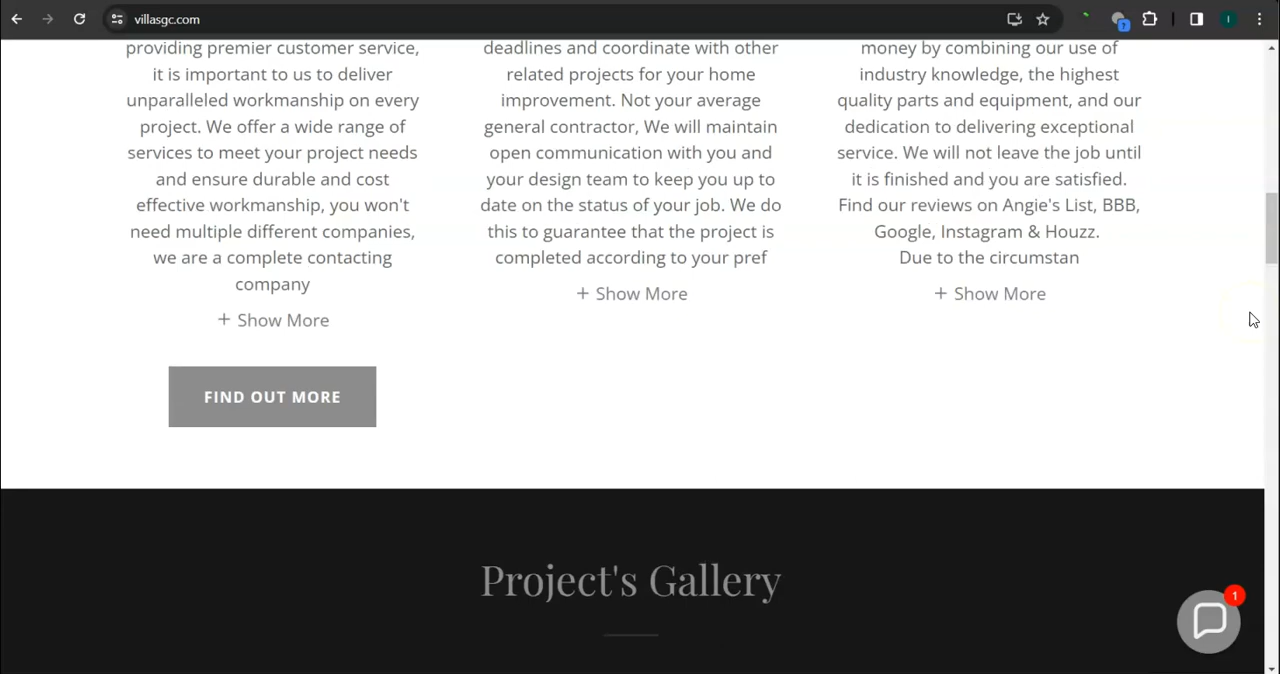 villasgc.com
providing premier customer service,
it is important to us to deliver
unparalleled workmanship on every
project. We offer a wide range of
services to meet your project needs
and ensure durable and cost
effective workmanship, you won't
need multiple different companies,
we are a complete contacting
company
+ Show More
FIND OUT MORE
deadlines and coordinate with other
related projects for your home
improvement. Not your average
general contractor, We will maintain
open communication with you and
your design team to keep you up to
date on the status of your job. We do
this to guarantee that the project is
completed according to your pref
+ Show More
money by combining our use of
industry knowledge, the highest
quality parts and equipment, and our
dedication to delivering exceptional
service. We will not leave the job until
it is finished and you are satisfied.
Find our reviews on Angie's List, BBB,
Google, Instagram & Houzz.
Due to the circumstan
+ Show More
Project's Gallery
1
?
I